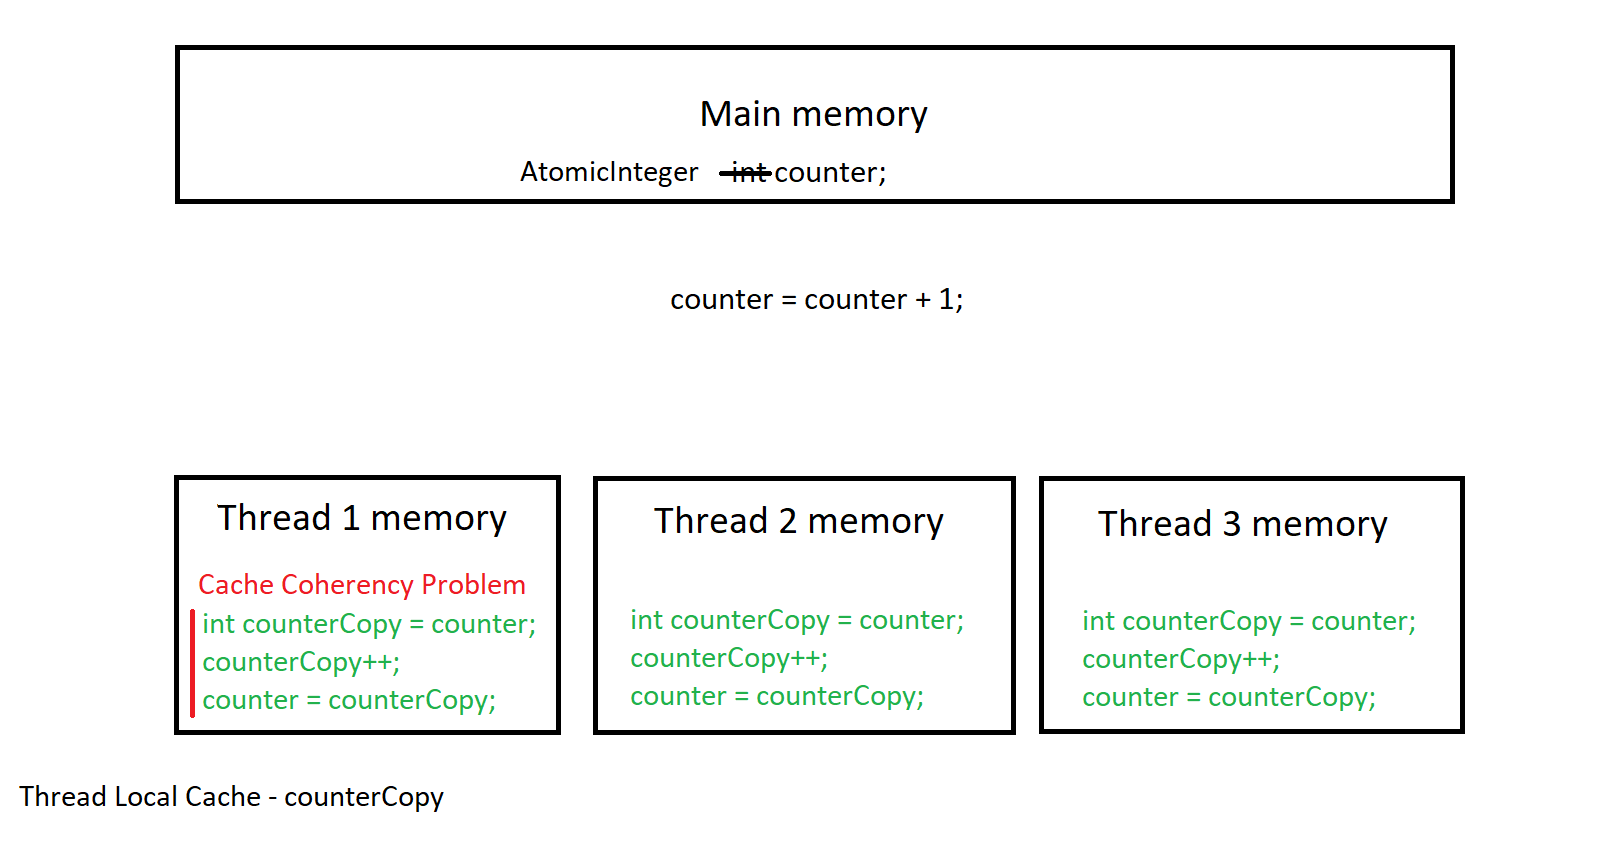 Main memory
AtomicInteger int counter;
counter = counter + 1;
Thread 1 memory
Cache Coherency Problem
int counterCopy = counter;
counterCopy++;
counter = counterCopy;
Thread 2 memory
int counterCopy = counter;
counterCopy++;
counter = counterCopy;
Thread 3 memory
int counterCopy = counter;
counterCopy++;
counter = counterCopy;
Thread Local Cache - counterCopy